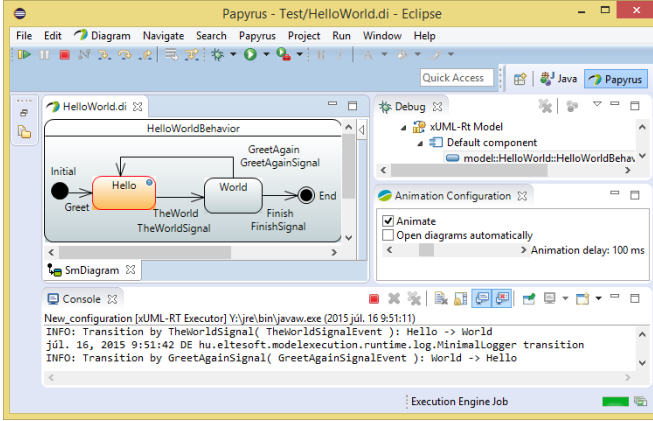 Papyrus - Test/HelloWorld.di - Eclipse
File Edit Diagram Navigate Search Papyrus Project Run Window Help
Quick Access Java Papyrus
HelloWorld.di
HelloWorldBehavior
GreetAgain
GreetAgainSignal
Initial
Hello
World
End
Greet
TheWorld
TheWorldSignal
Finish
FinishSignal
SmDiagram
Debug
xUML-Rt Model
Default component
model::HelloWorld::HelloWorldBehav
Animation Configuration
Animate
Open diagrams automatically
Animation delay: 100 ms
Console
New_configuration [xUML-RT Executor] Y:\jre\bin\javaw.exe (2015 júl. 16 9:51:11)
INFO: Transition by TheWorldSignal( TheWorldSignalEvent ): Hello -> World
júl. 16, 2015 9:51:42 DE hu.eltesoft.modelexecution.runtime.log.MinimalLogger transition
INFO: Transition by GreetAgainSignal( GreetAgainSignalEvent ): World -> Hello
Execution Engine Job